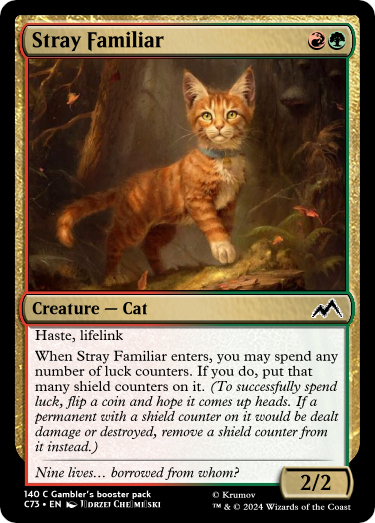 Stray Familiar
Creature — Cat
Haste, lifelink
When Stray Familiar enters, you may spend any
number of luck counters. If you do, put that
many shield counters on it. (To successfully spend
luck, flip a coin and hope it comes up heads. If a
permanent with a shield counter on it would be dealt
damage or destroyed, remove a shield counter from
it instead.)
Nine lives... borrowed from whom?
2/2
140 C Gambler's booster pack
C73 • EN
© Krumov
™ & © 2024 Wizards of the Coast